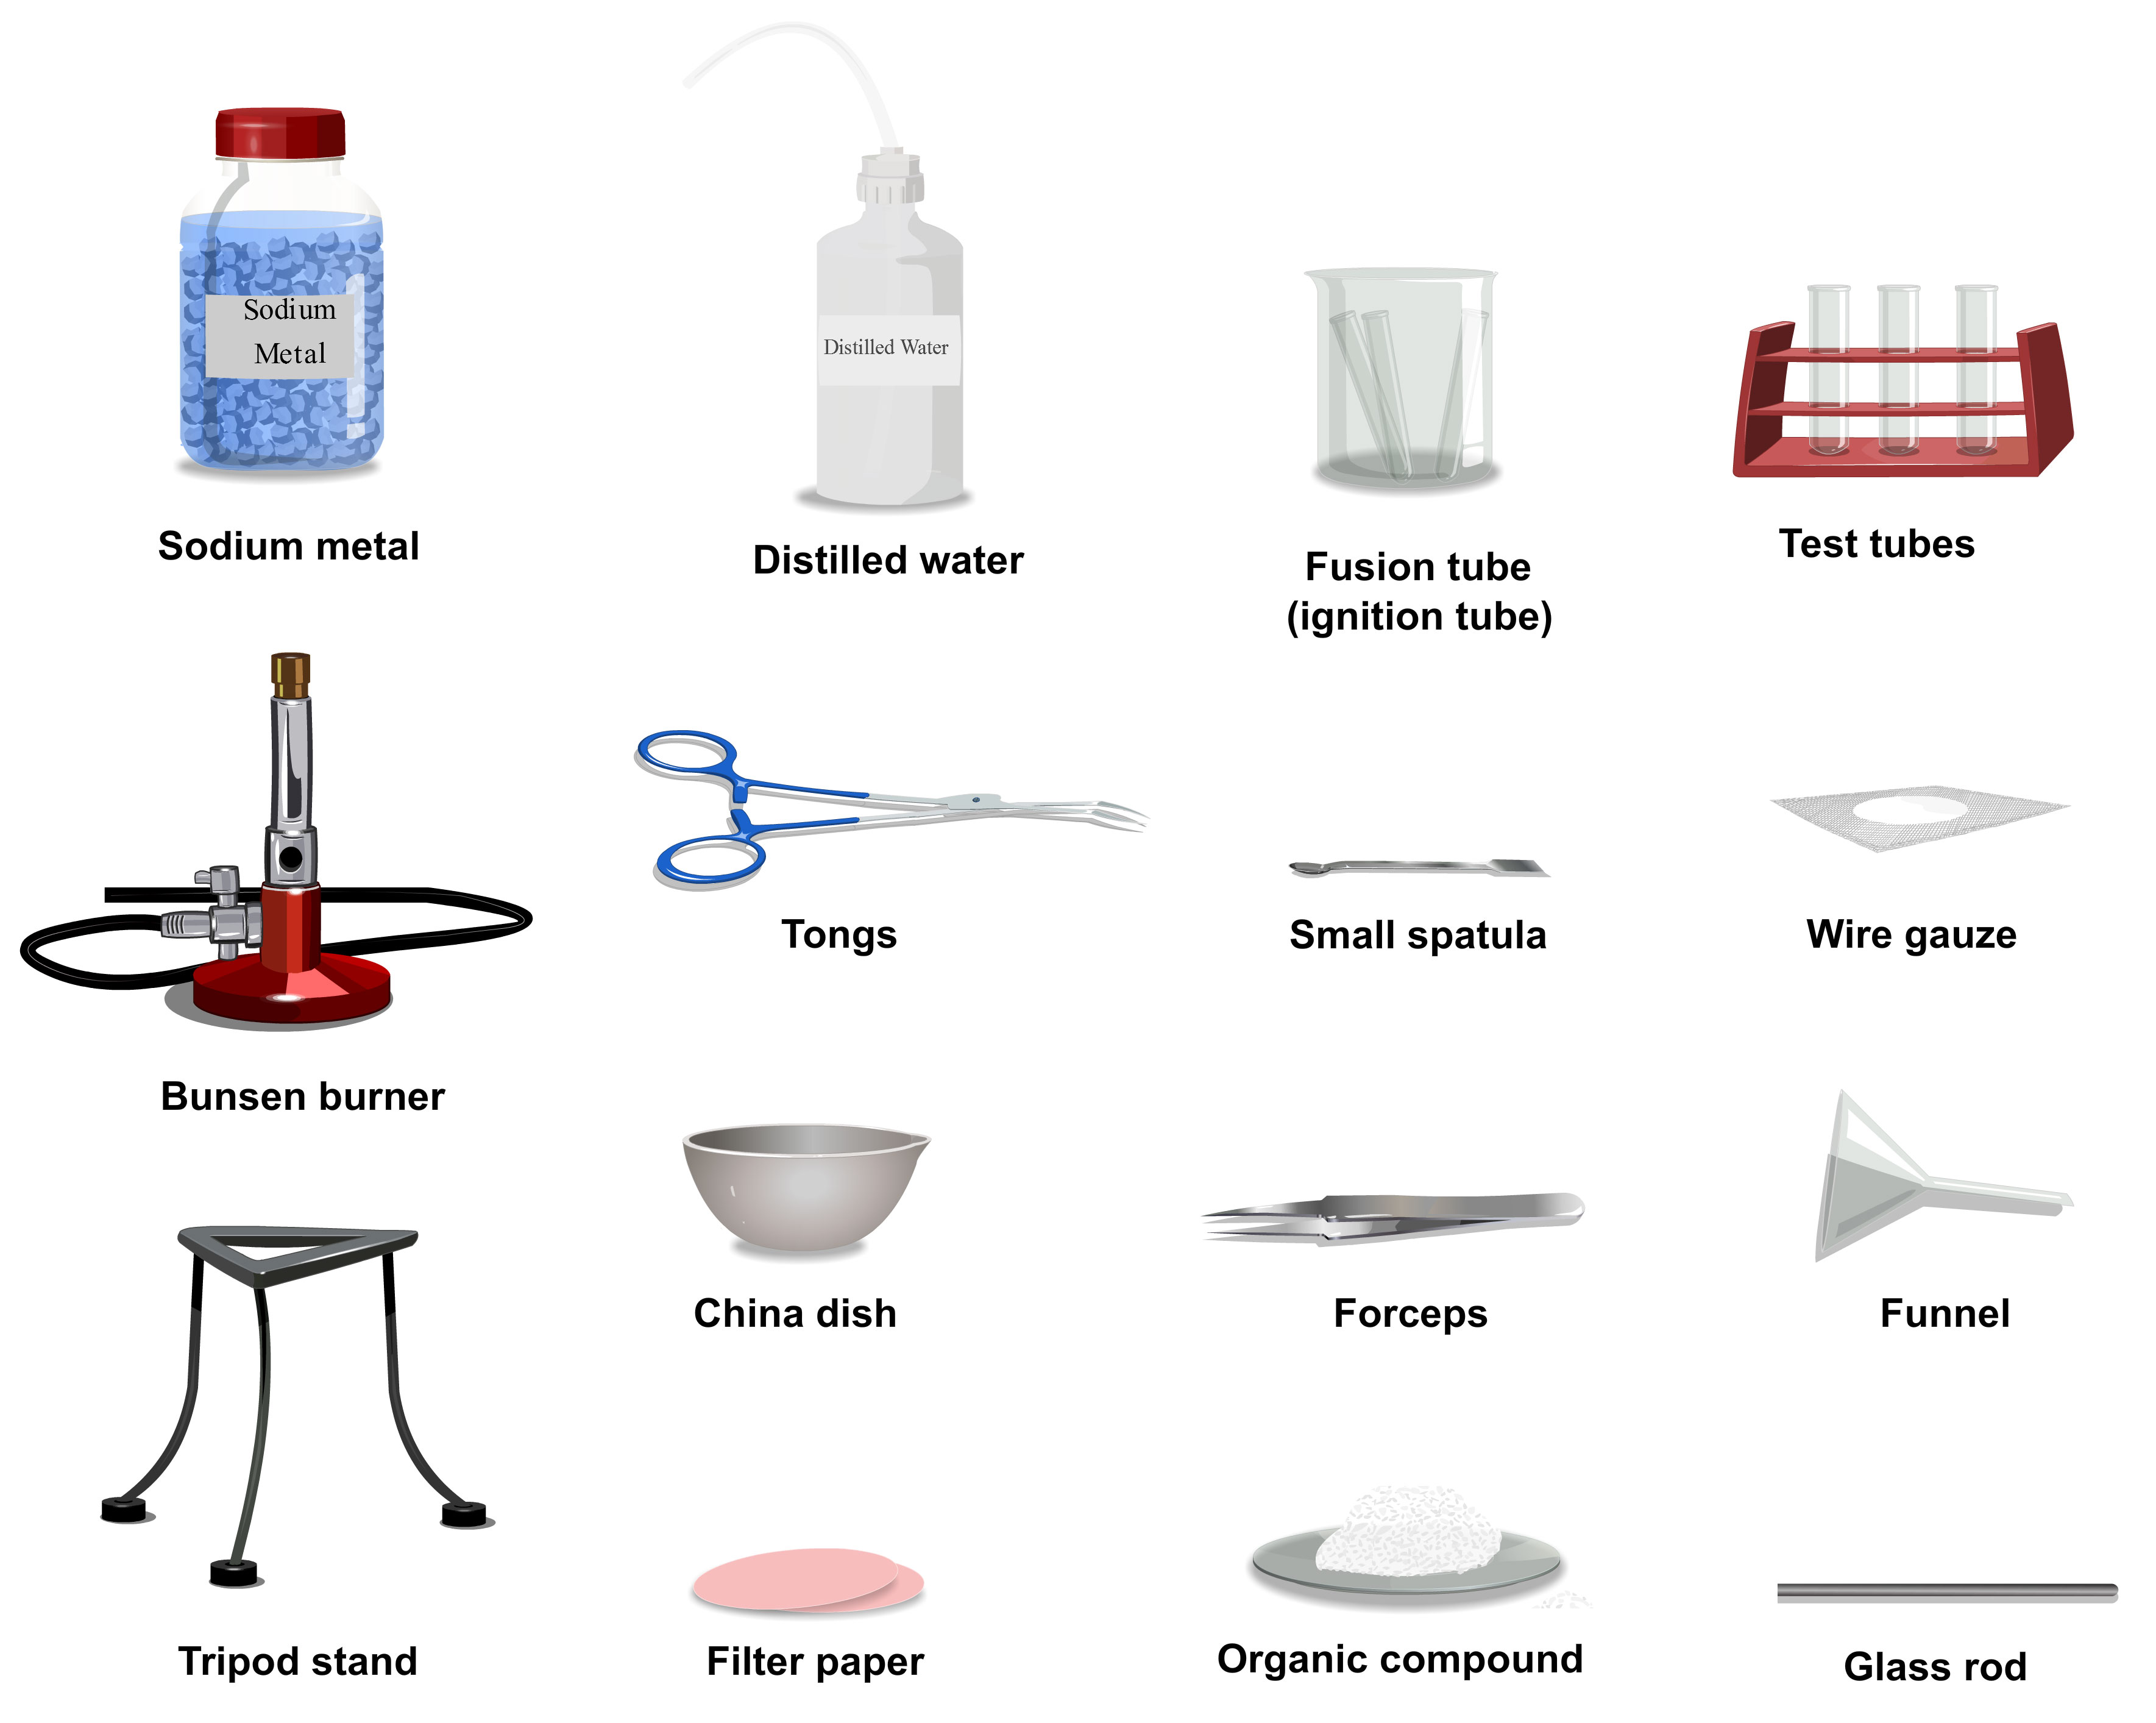 Sodium
Metal
Distilled Water
Sodium metal
Distilled water
Fusion tube
(ignition tube)
Test tubes
Bunsen burner
Tongs
Small spatula
Wire gauze
China dish
Forceps
Funnel
Tripod stand
Filter paper
Organic compound
Glass rod